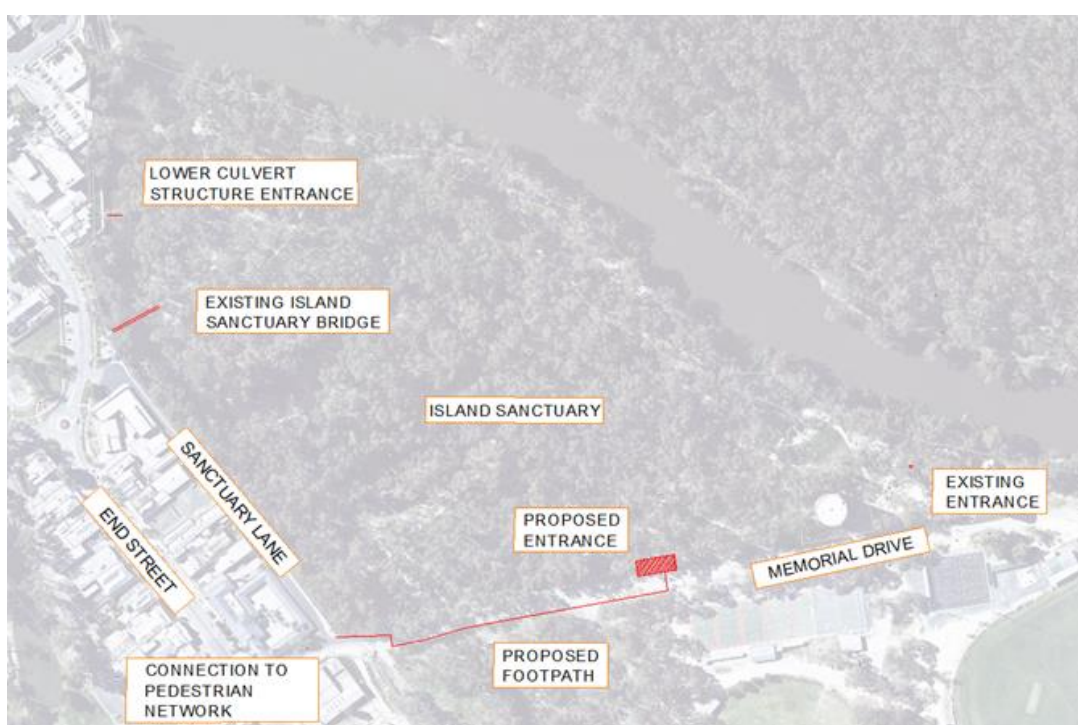 LOWER CULVERT
STRUCTURE ENTRANCE
EXISTING ISLAND
SANCTUARY BRIDGE
ISLAND SANCTUARY
SANCTUARY LANE
END STREET
EXISTING
ENTRANCE
PROPOSED
ENTRANCE
MEMORIAL DRIVE
CONNECTION TO
PEDESTRIAN
NETWORK
PROPOSED
FOOTPATH